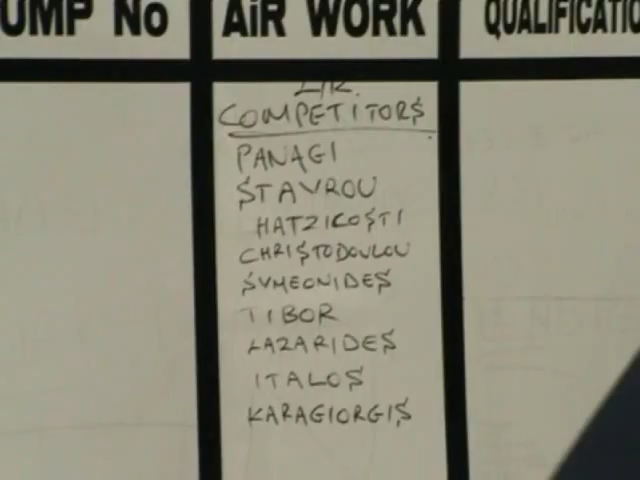 UMP No AiR WORK QUALIFICATIO
COMPETITORS
PANAGI
STAVROU
HATZIKOSTI
CHRISTODOULOU
SYMEONIDES
TIBOR
LAZARIDES
ITALOS
KARAGIORGIS